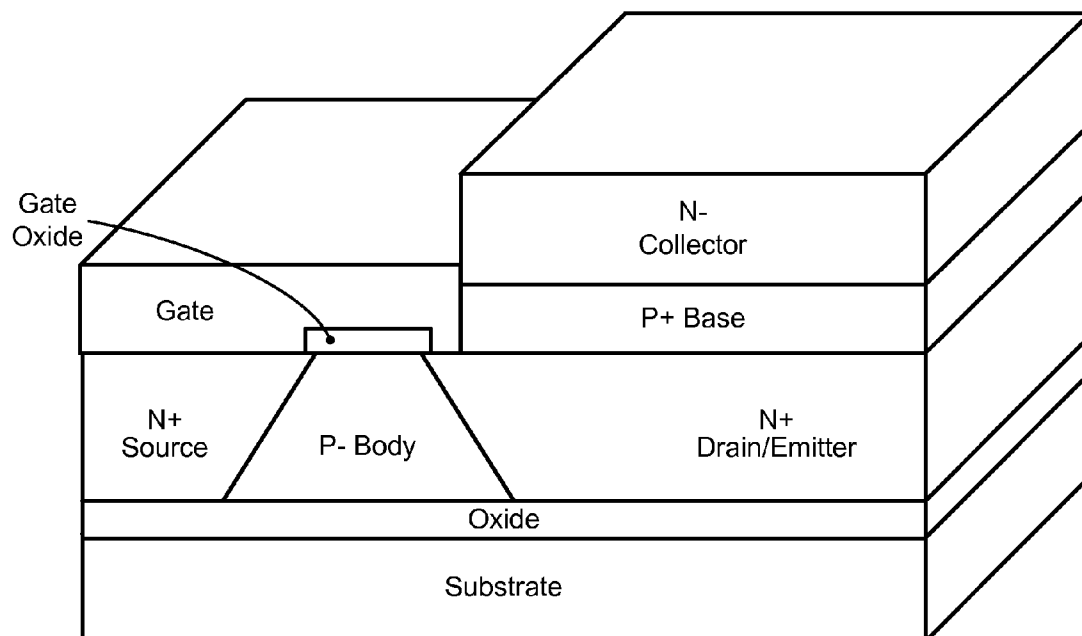 Gate
Oxide
N-
Collector
Gate
P+ Base
N+
Source
P- Body
N+
Drain/Emitter
Oxide
Substrate